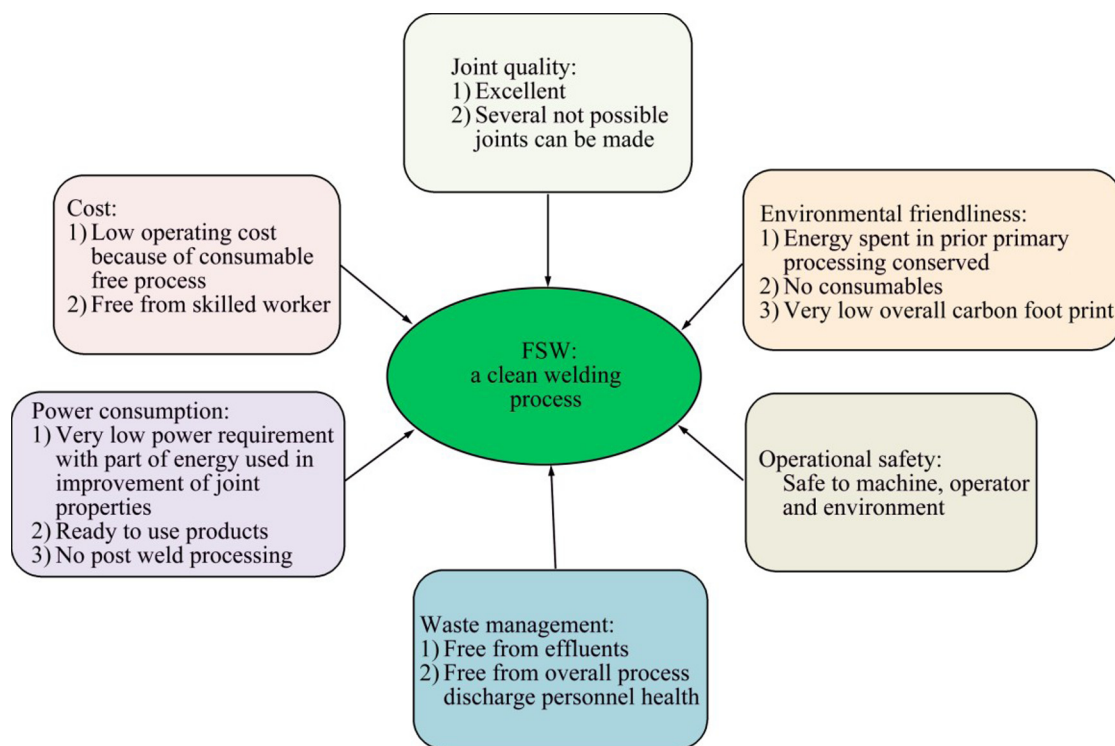 Joint quality:
1) Excellent
2) Several not possible
joints can be made
Cost:
1) Low operating cost
because of consumable
free process
2) Free from skilled worker
Environmental friendliness:
1) Energy spent in prior primary
processing conserved
2) No consumables
3) Very low overall carbon foot print
FSW:
a clean welding
process
Power consumption:
1) Very low power requirement
with part of energy used in
improvement of joint
properties
2) Ready to use products
3) No post weld processing
Operational safety:
Safe to machine, operator
and environment
Waste management:
1) Free from effluents
2) Free from overall process
discharge personnel health